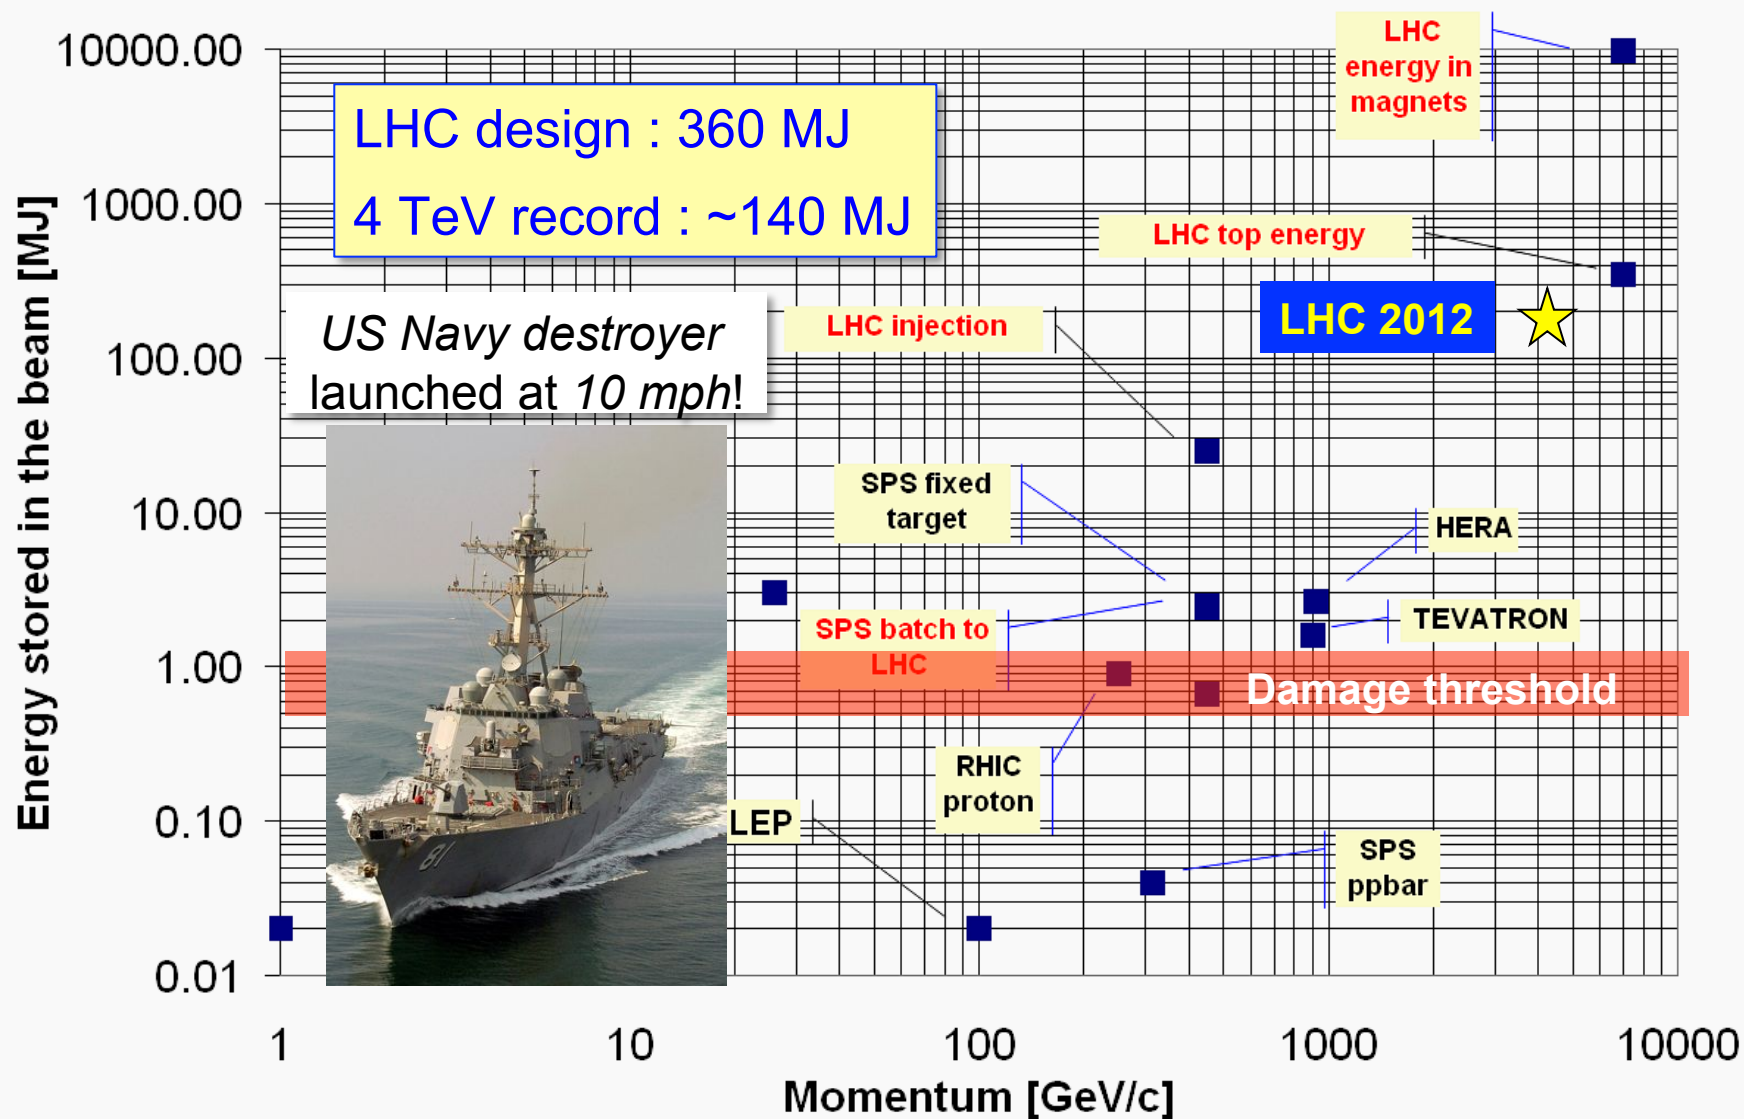 10000.00
1000.00
100.00
10.00
1.00
0.10
0.01
Energy stored in the beam [MJ]
LHC design : 360 MJ
4 TeV record : ~140 MJ
US Navy destroyer
launched at 10 mph!
LHC
energy in
magnets
LHC top energy
LHC 2012
LHC injection
SPS fixed
target
HERA
SPS batch to
LHC
TEVATRON
Damage threshold
RHIC
proton
LEP
SPS
ppbar
81
1
10
100
1000
10000
Momentum [GeV/c]